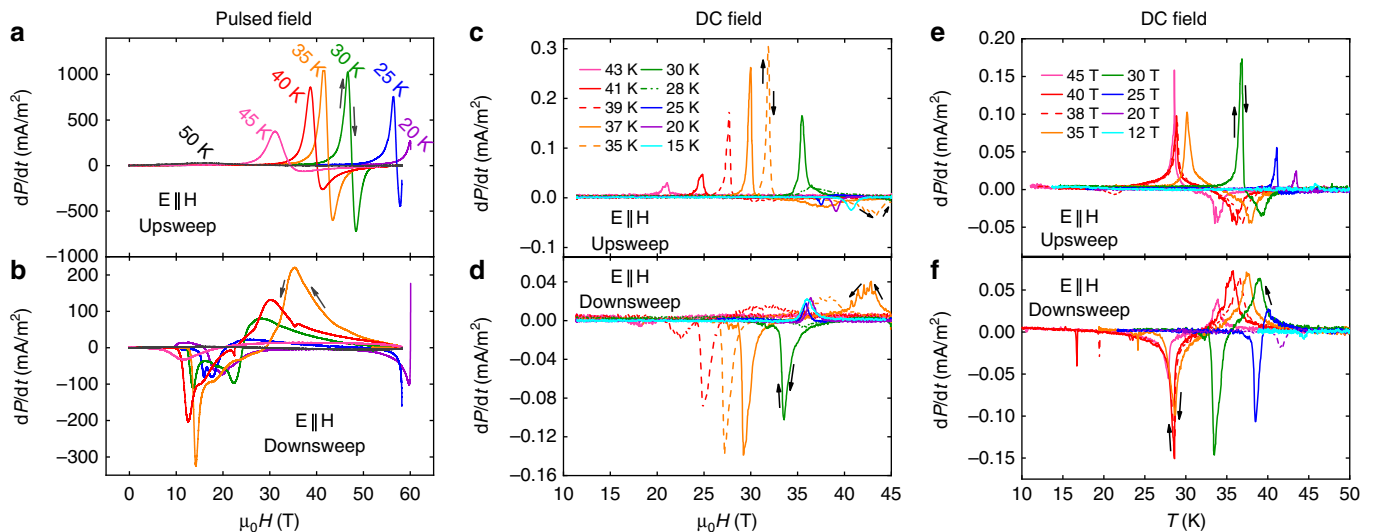 Pulsed field
DC field
DC field
a
dP/dt (mA/m²)
1000
500
0
−500
−1000
50 K
45 K
40 K
35 K
30 K
25 K
20 K
E∥H
Upsweep
b
dP/dt (mA/m²)
200
100
0
−100
−200
−300
E∥H
Downsweep
0 10 20 30 40 50 60
μ₀H (T)
c
dP/dt (mA/m²)
0.3
0.2
0.1
0.0
−0.1
43 K 30 K
41 K 28 K
39 K 25 K
37 K 20 K
35 K 15 K
E∥H
Upsweep
d
dP/dt (mA/m²)
0.04
0.00
−0.04
−0.08
−0.12
−0.16
E∥H
Downsweep
10 15 20 25 30 35 40 45
μ₀H (T)
e
dP/dt (mA/m²)
0.20
0.15
0.10
0.05
0.00
−0.05
45 T 30 T
40 T 25 T
38 T 20 T
35 T 12 T
E∥H
Upsweep
f
dP/dt (mA/m²)
0.05
0.00
−0.05
−0.10
−0.15
E∥H
Downsweep
10 20 30 40 50
T (K)